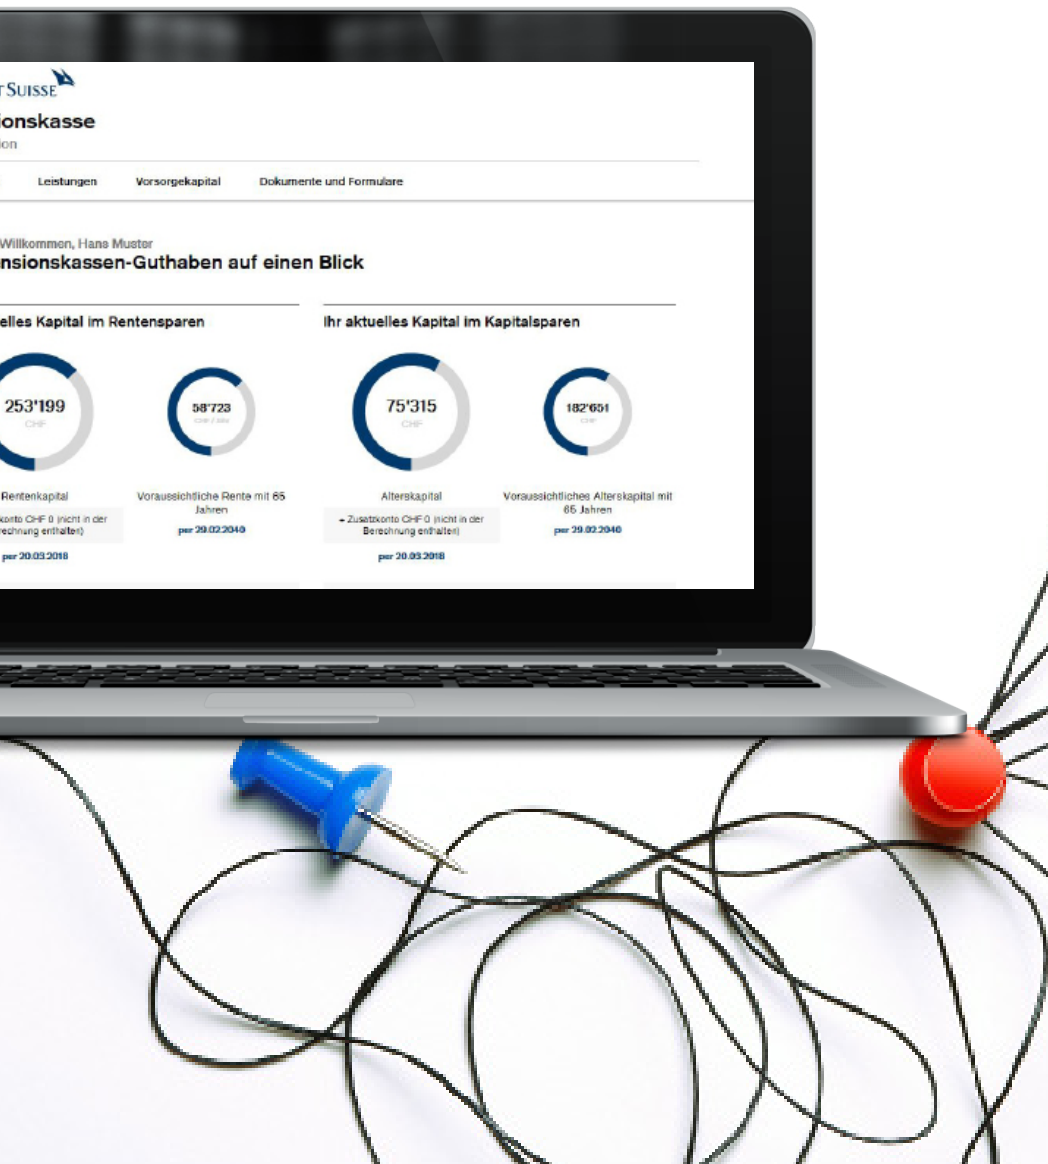 T SUISSE
ionskasse
ion
Leistungen Vorsorgekapital Dokumente und Formulare
Willkommen, Hans Muster
nsionskassen-Guthaben auf einen Blick
elles Kapital im Rentensparen
Ihr aktuelles Kapital im Kapitalsparen
253'199
CHF
58'723
75'315
CHF
182'651
CHF
Rentenkapital
konto CHF 0 (nicht in der
rechnung enthalten)
per 20.03.2018
Voraussichtliche Rente mit 65
Jahren
per 29.02.2040
Alterskapital
+ Zusatzkonto CHF 0 (nicht in der
Berechnung enthalten)
per 20.03.2018
Voraussichtliches Alterskapital mit
65 Jahren
per 29.02.2040